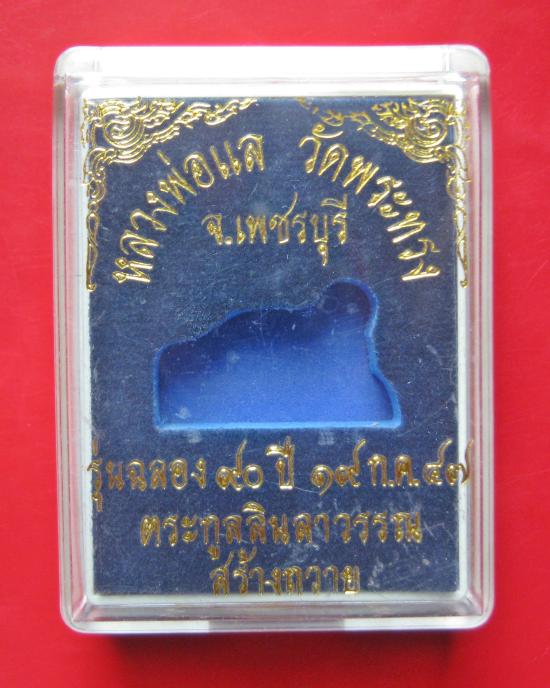 หลวงพ่อแล วัดพระทรง
จ.เพชรบุรี
รุ่นฉลอง ๙๐ ปี ๑๙ ก.ค. ๔๗
ตระกูลลินลาวรรณ
สร้างถวาย